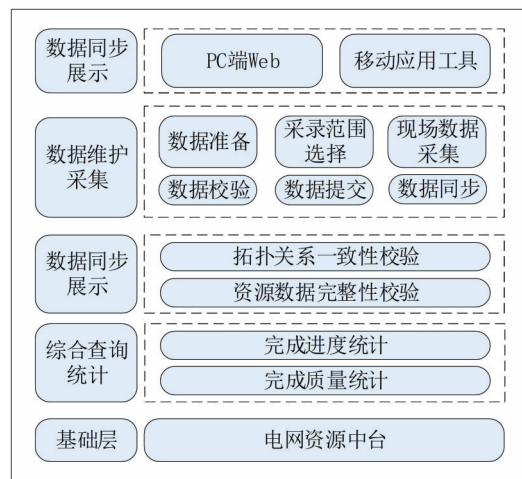 数据同步
展示
PC端Web
移动应用工具
数据维护
采集
数据准备
采录范围
选择
现场数据
采集
数据校验
数据提交
数据同步
数据同步
展示
拓扑关系一致性校验
资源数据完整性校验
综合查询
统计
完成进度统计
完成质量统计
基础层
电网资源中台